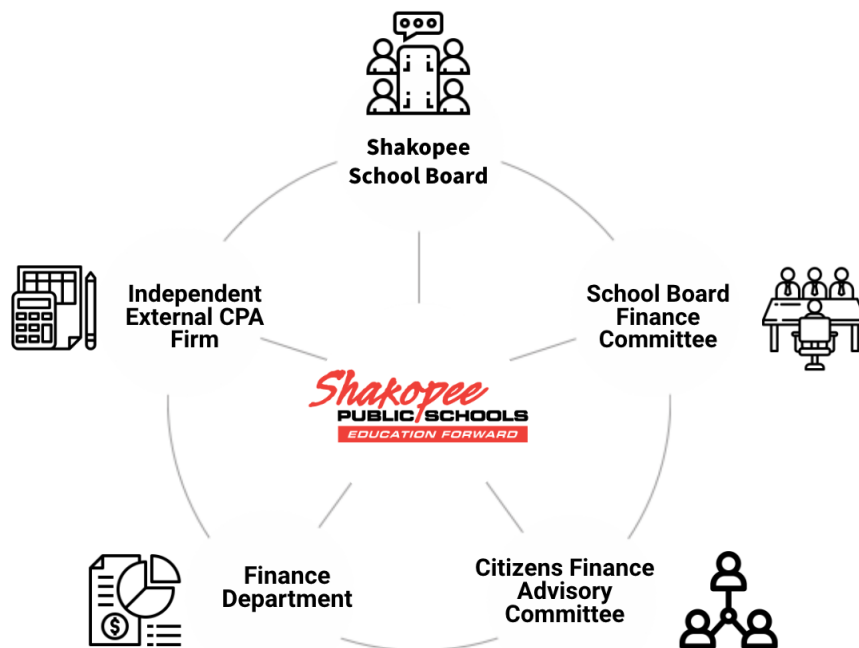 Shakopee
School Board
Independent
External CPA
Firm
School Board
Finance
Committee
Shakopee
PUBLIC SCHOOLS
EDUCATION FORWARD
Finance
Department
Citizens Finance
Advisory
Committee